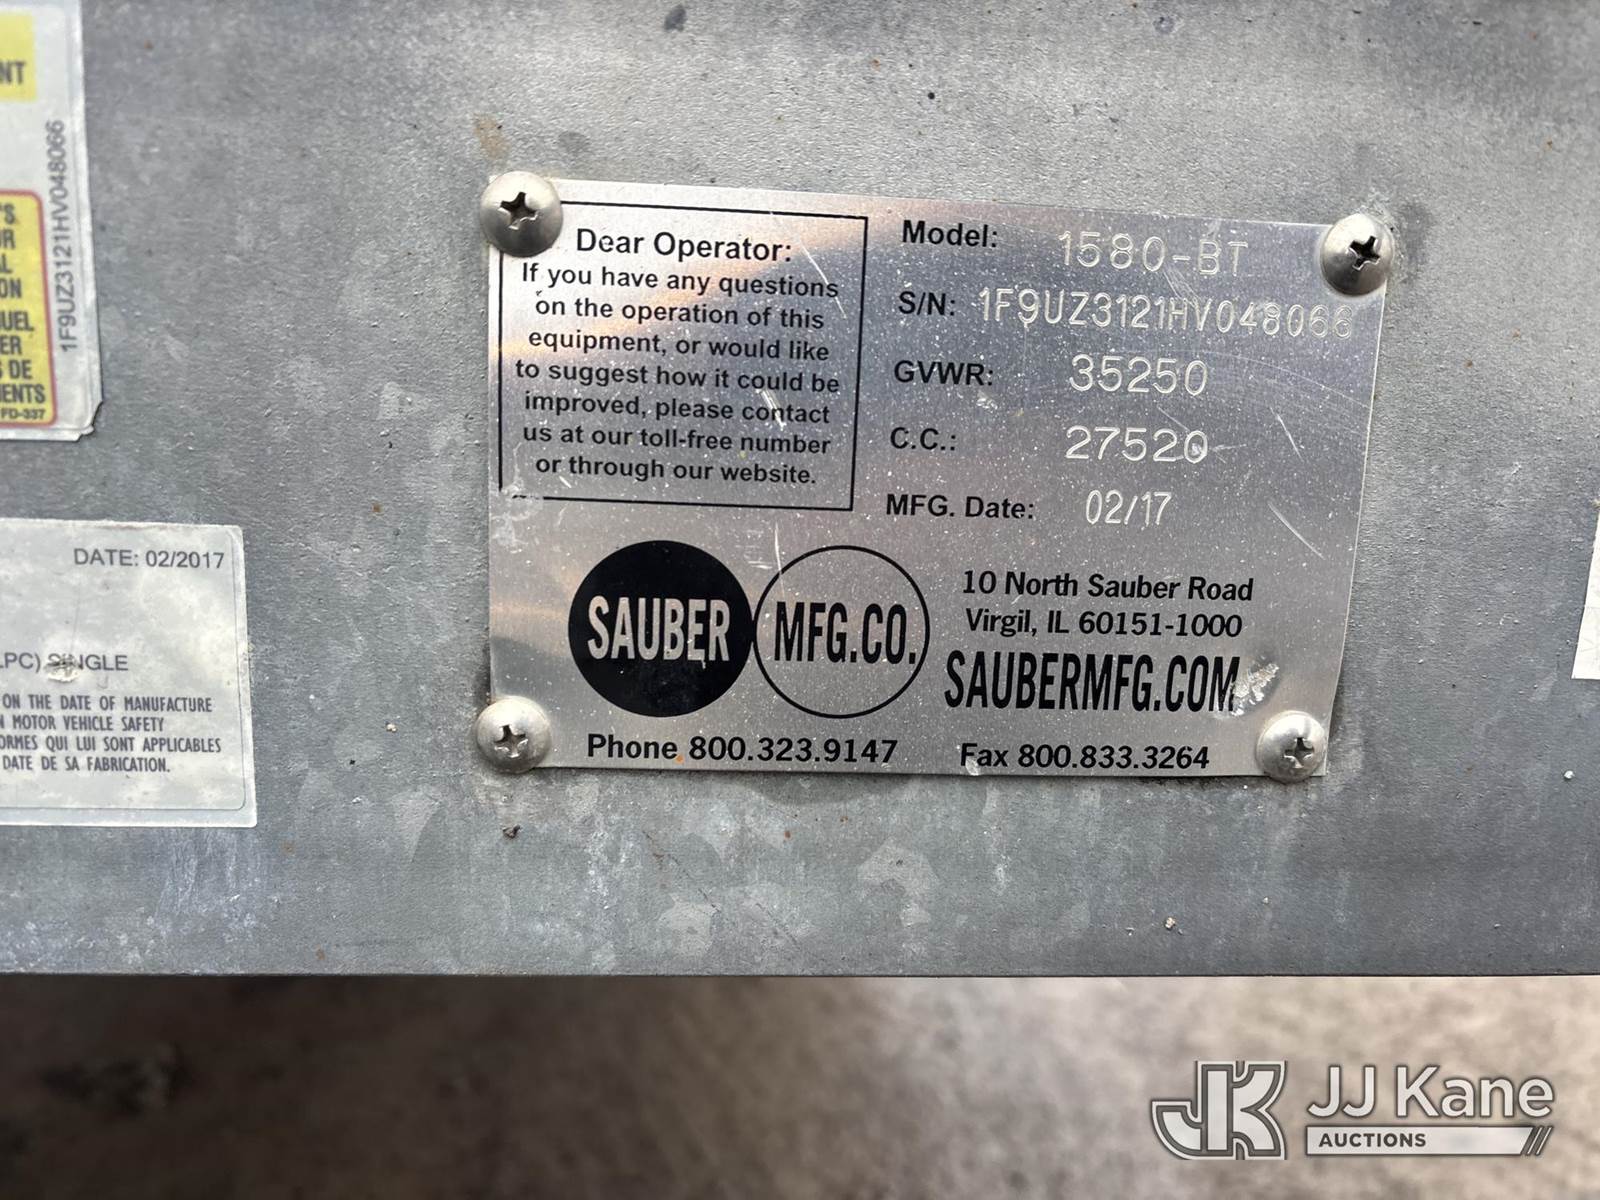 NT
1F9UZ3121HV048066
'S
OR
AL
ON
UEL
ER
S DE
MENTS
FD-337
DATE: 02/2017
LPC) SINGLE
ON THE DATE OF MANUFACTURE
N MOTOR VEHICLE SAFETY
ORMES QUI LUI SONT APPLICABLES
DATE DE SA FABRICATION.
Dear Operator:
If you have any questions
on the operation of this
equipment, or would like
to suggest how it could be
improved, please contact
us at our toll-free number
or through our website.
Model: 1580-BT
S/N: 1F9UZ3121HV048066
GVWR: 35250
C.C.: 27520
MFG. Date: 02/17
SAUBER MFG.CO.
10 North Sauber Road
Virgil, IL 60151-1000
SAUBERMFG.COM
Phone 800.323.9147 Fax 800.833.3264
JK JJ Kane
AUCTIONS